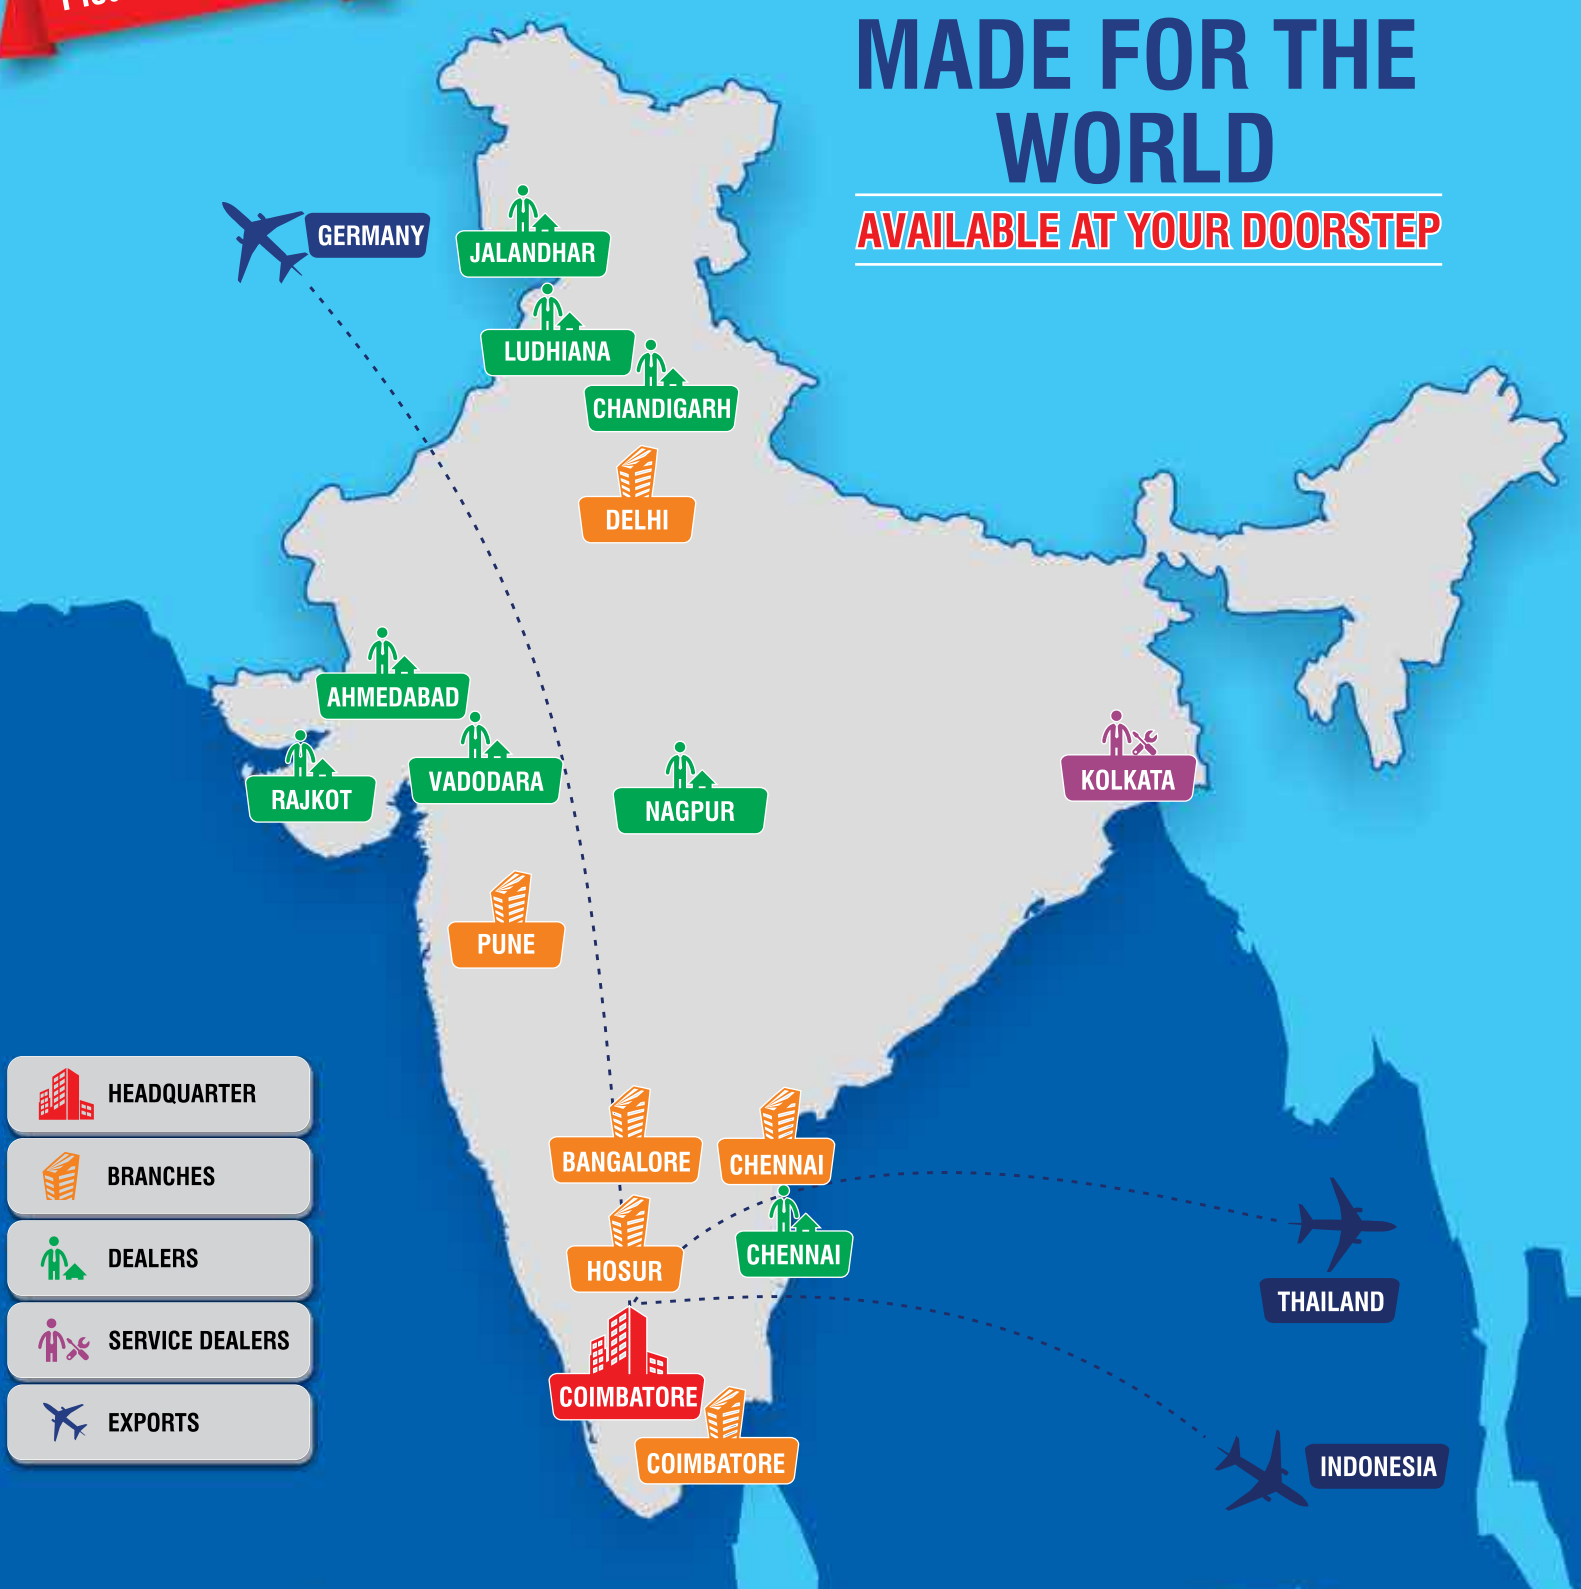 MADE FOR THE
WORLD
AVAILABLE AT YOUR DOORSTEP
GERMANY
JALANDHAR
LUDHIANA
CHANDIGARH
DELHI
AHMEDABAD
RAJKOT
VADODARA
NAGPUR
KOLKATA
PUNE
BANGALORE
CHENNAI
HOSUR
CHENNAI
THAILAND
COIMBATORE
COIMBATORE
INDONESIA
HEADQUARTER
BRANCHES
DEALERS
SERVICE DEALERS
EXPORTS